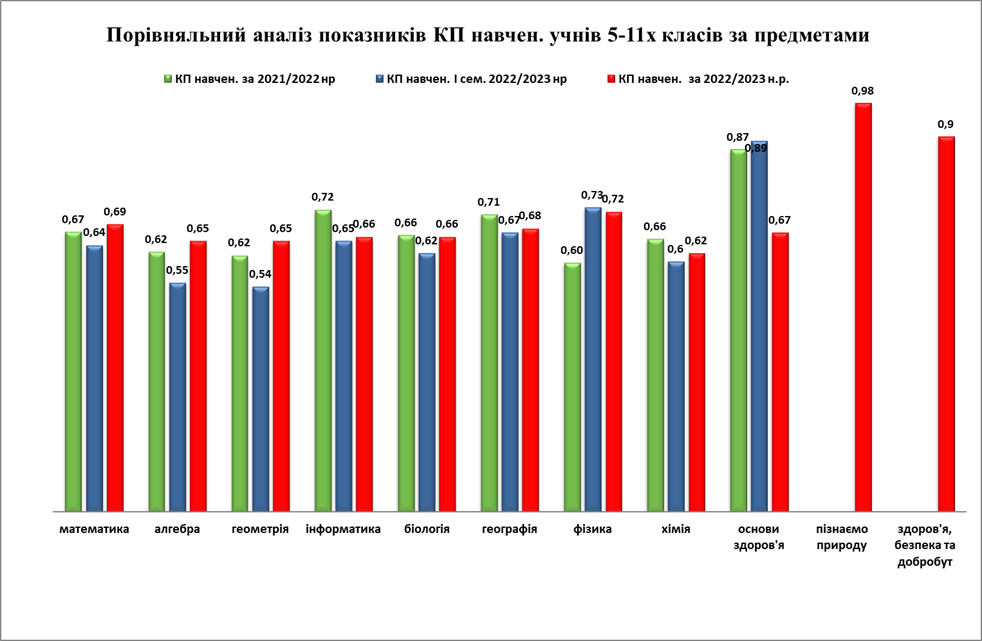 Порівняльний аналіз показників КП навчен. учнів 5-11х класів за предметами
КП навчен. за 2021/2022 нр КП навчен. І сем. 2022/2023 нр КП навчен. за 2022/2023 н.р.
0,67 0,64 0,69
0,62 0,55 0,65
0,62 0,54 0,65
0,72 0,65 0,66
0,66 0,62 0,66
0,71 0,67 0,68
0,60 0,73 0,72
0,66 0,6 0,62
0,87 0,89 0,67
0,98
0,9
математика
алгебра
геометрія
інформатика
біологія
географія
фізика
хімія
основи
здоров'я
пізнаємо
природу
здоров'я,
безпека та
добробут